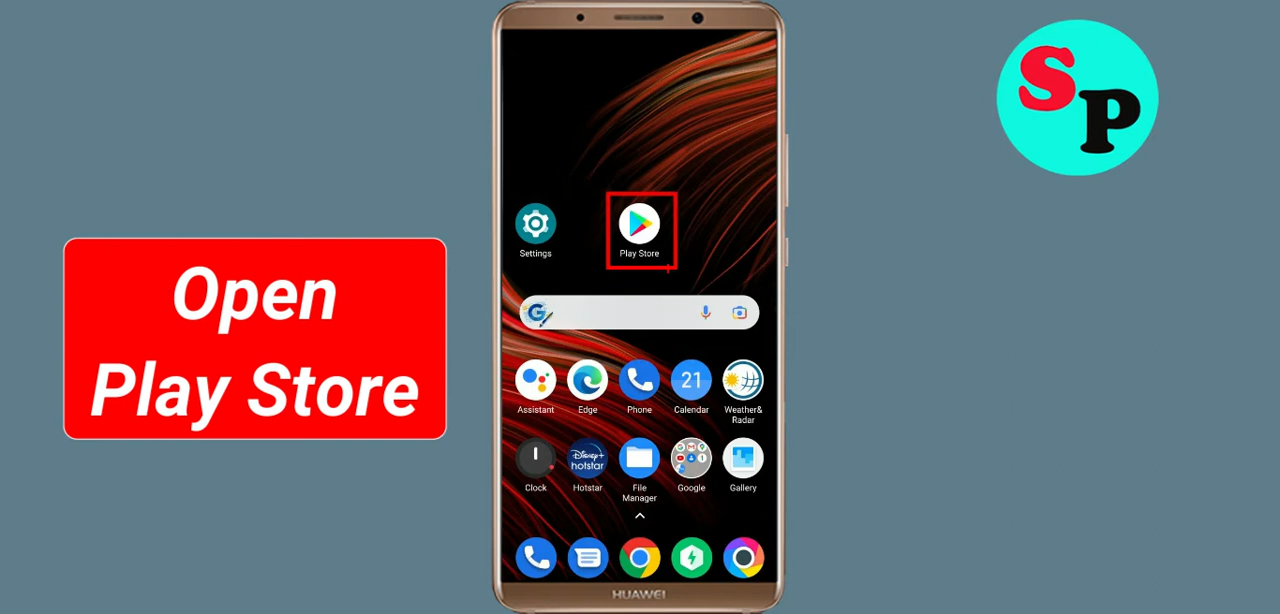 S
P
Settings
Play Store
Open
Play Store
G
21
Assistant
Edge
Phone
Calendar
Weather&
Radar
Disney+
hotstar
Clock
Hotstar
File
Manager
Google
Gallery
HUAWEI